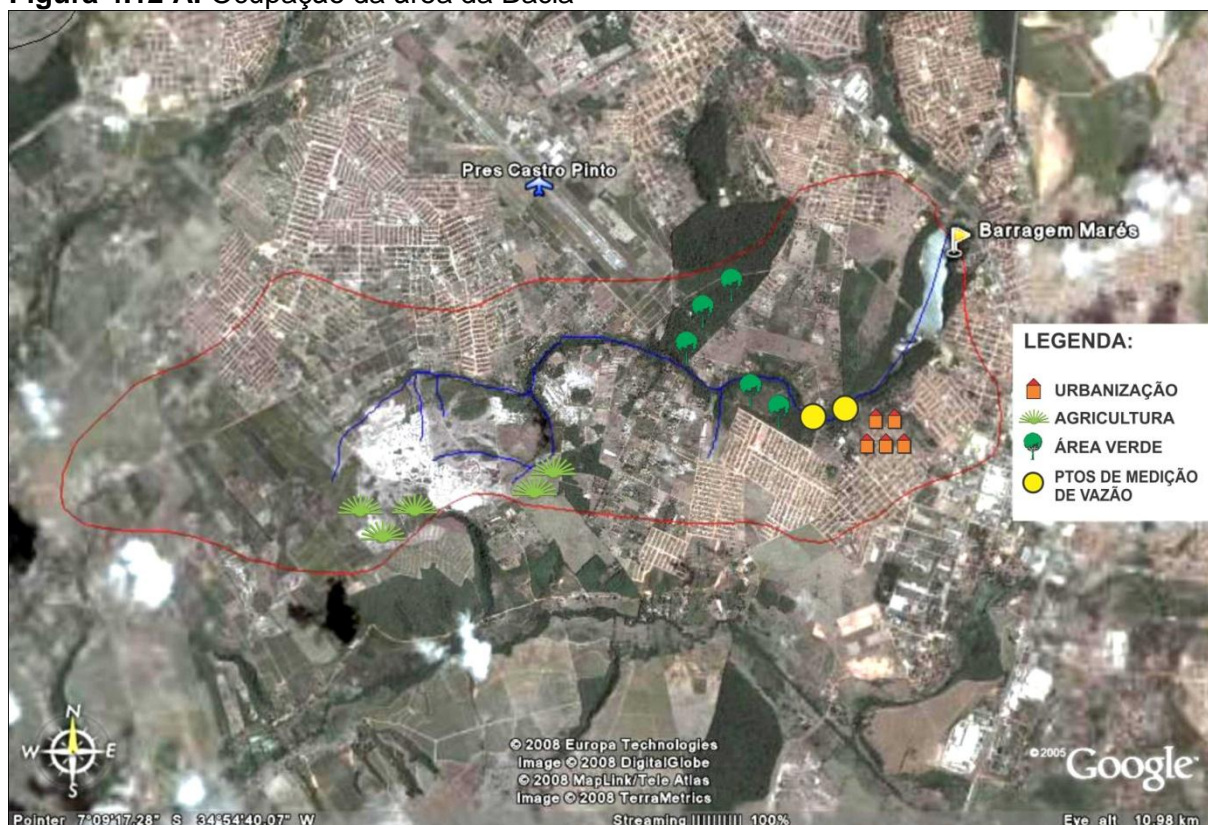 Figura 4.12 A: Ocupação da área da Bacia
Pres Castro Pinto
Barragem Marés
LEGENDA:
URBANIZAÇÃO
AGRICULTURA
ÁREA VERDE
PTOS DE MEDIÇÃO
DE VAZÃO
N
W
E
S
© 2008 Europa Technologies
Image © 2008 DigitalGlobe
© 2008 MapLink/Tele Atlas
Image © 2008 TerraMetrics
©2005 Google™
Pointer 7°09'17.28" S 34°54'40.07" W
Streaming |||||||||| 100%
Eye alt 10.98 km